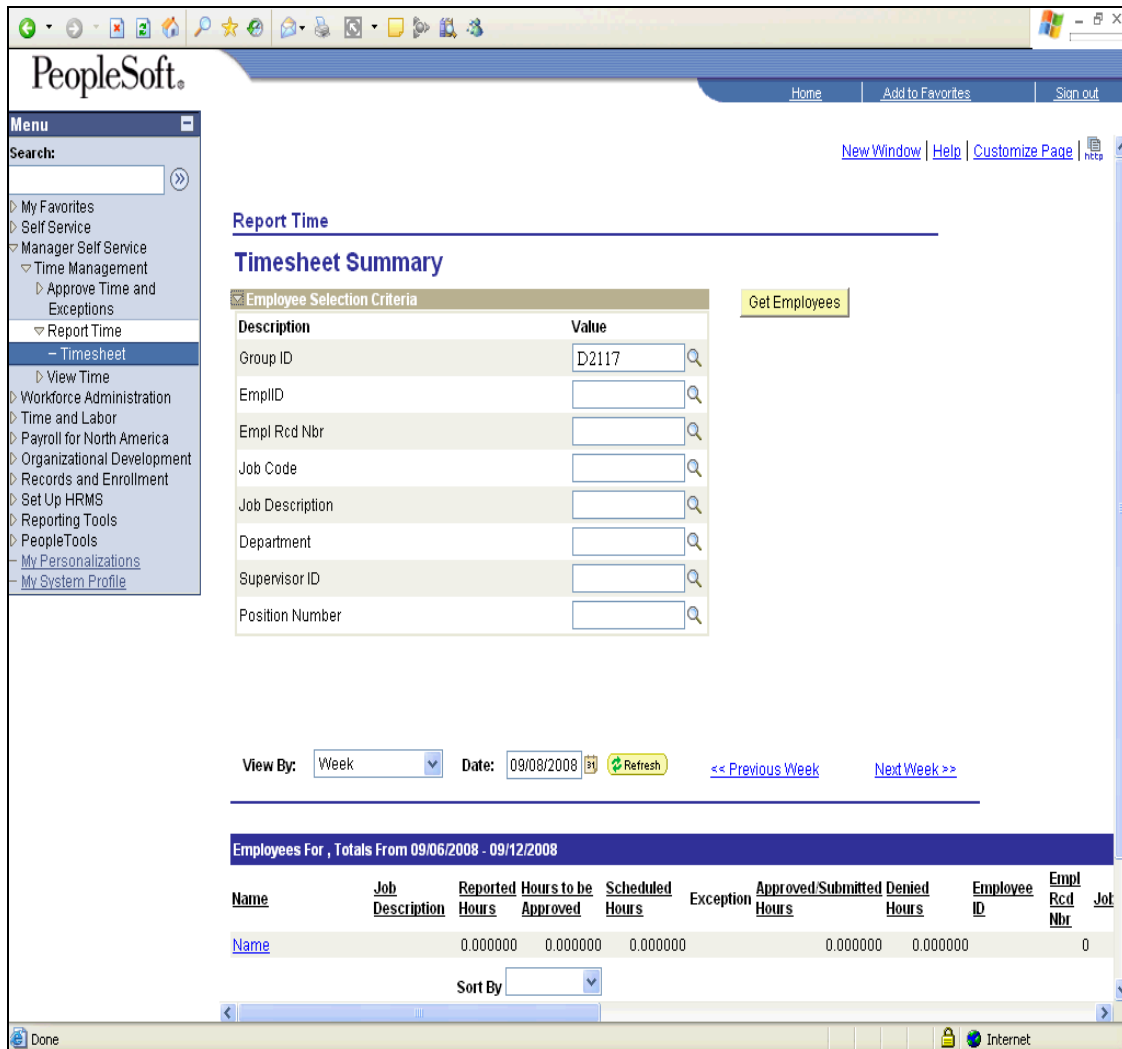 PeopleSoft.
Home
Add to Favorites
Sign out
Menu
Search:
New Window | Help | Customize Page | http
My Favorites
Self Service
Manager Self Service
Time Management
Approve Time and
Exceptions
Report Time
– Timesheet
View Time
Workforce Administration
Time and Labor
Payroll for North America
Organizational Development
Records and Enrollment
Set Up HRMS
Reporting Tools
PeopleTools
– My Personalizations
– My System Profile
Report Time
Timesheet Summary
Employee Selection Criteria
Get Employees
Description Value
Group ID D2117
EmplID
Empl Rcd Nbr
Job Code
Job Description
Department
Supervisor ID
Position Number
View By: Week Date: 09/08/2008 31 Refresh << Previous Week Next Week >>
Employees For , Totals From 09/06/2008 - 09/12/2008
Name Job Description Reported Hours Hours to be Approved Scheduled Hours Exception Approved/Submitted Hours Denied Hours Employee ID Empl Rcd Nbr Job
Name 0.000000 0.000000 0.000000 0.000000 0.000000 0
Sort By
Done Internet